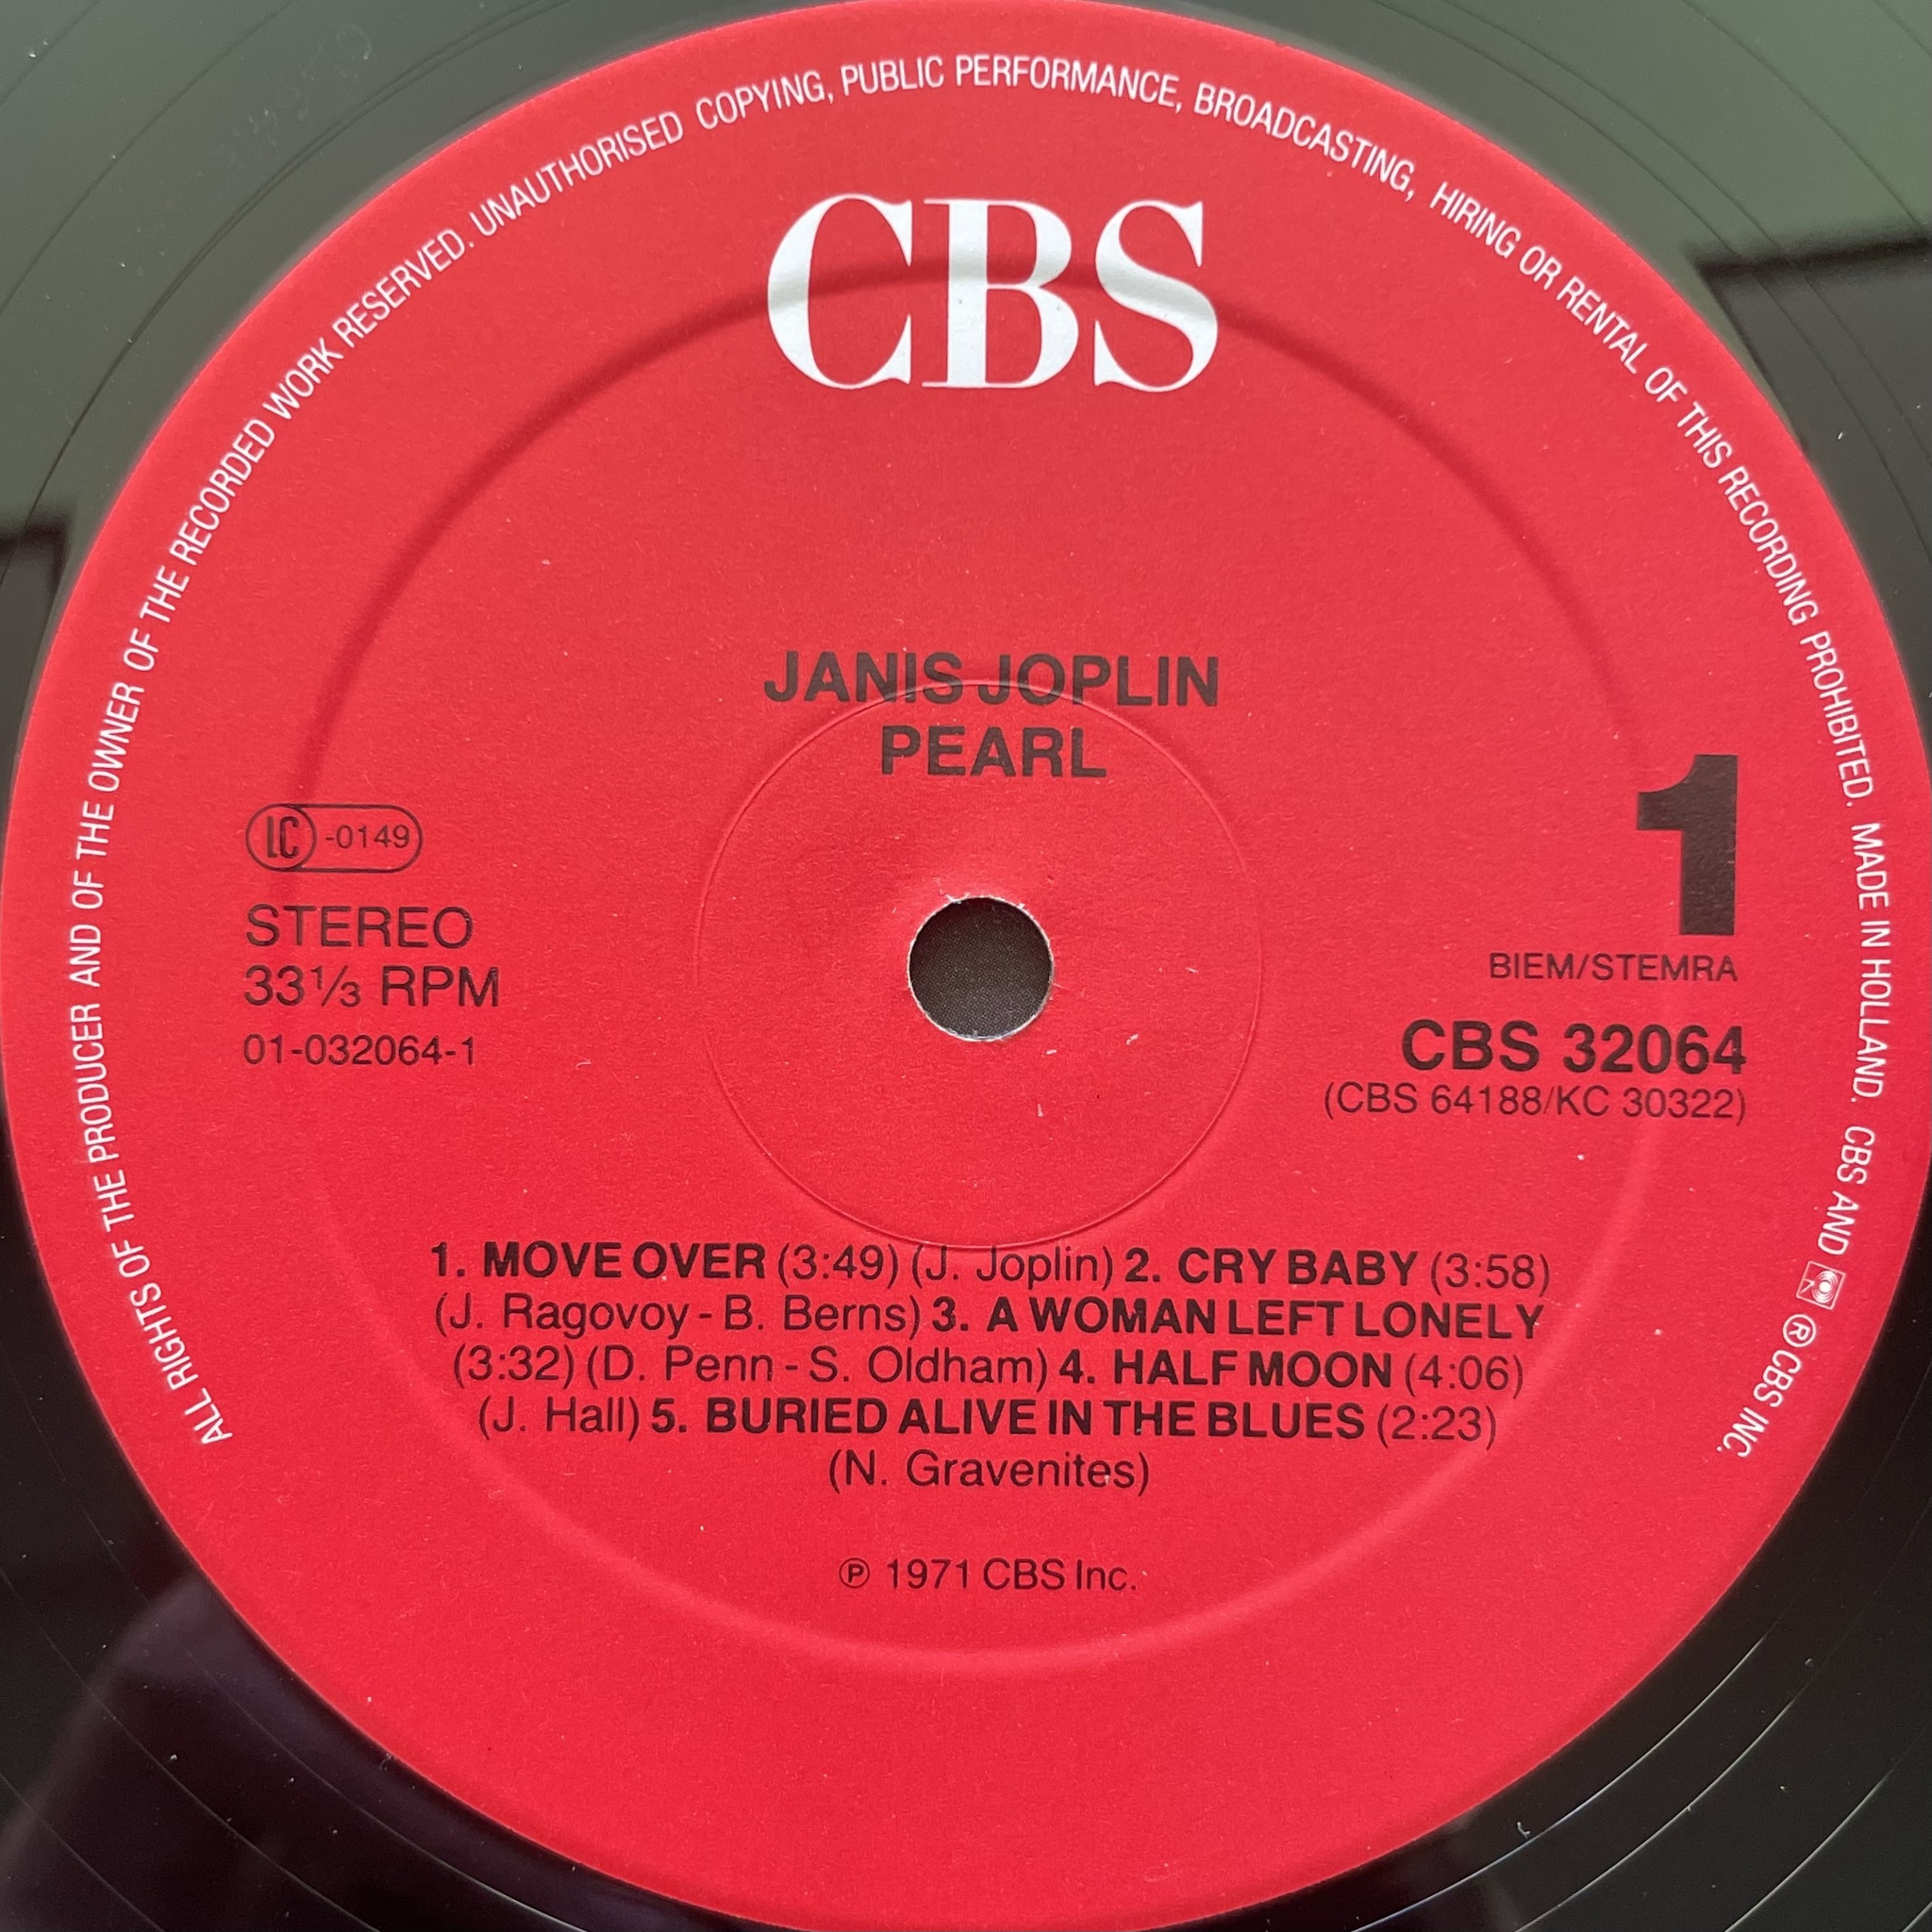 ALL RIGHTS OF THE PRODUCER AND OF THE OWNER OF THE RECORDED WORK RESERVED. UNAUTHORISED COPYING, PUBLIC PERFORMANCE, BROADCASTING, HIRING OR RENTAL OF THIS RECORDING PROHIBITED. MADE IN HOLLAND. CBS AND ® CBS INC.
CBS
JANIS JOPLIN
PEARL
LC -0149
STEREO
33⅓ RPM
01-032064-1
1
BIEM/STEMRA
CBS 32064
(CBS 64188/KC 30322)
1. MOVE OVER (3:49) (J. Joplin) 2. CRY BABY (3:58)
(J. Ragovoy - B. Berns) 3. A WOMAN LEFT LONELY
(3:32) (D. Penn - S. Oldham) 4. HALF MOON (4:06)
(J. Hall) 5. BURIED ALIVE IN THE BLUES (2:23)
(N. Gravenites)
℗ 1971 CBS Inc.